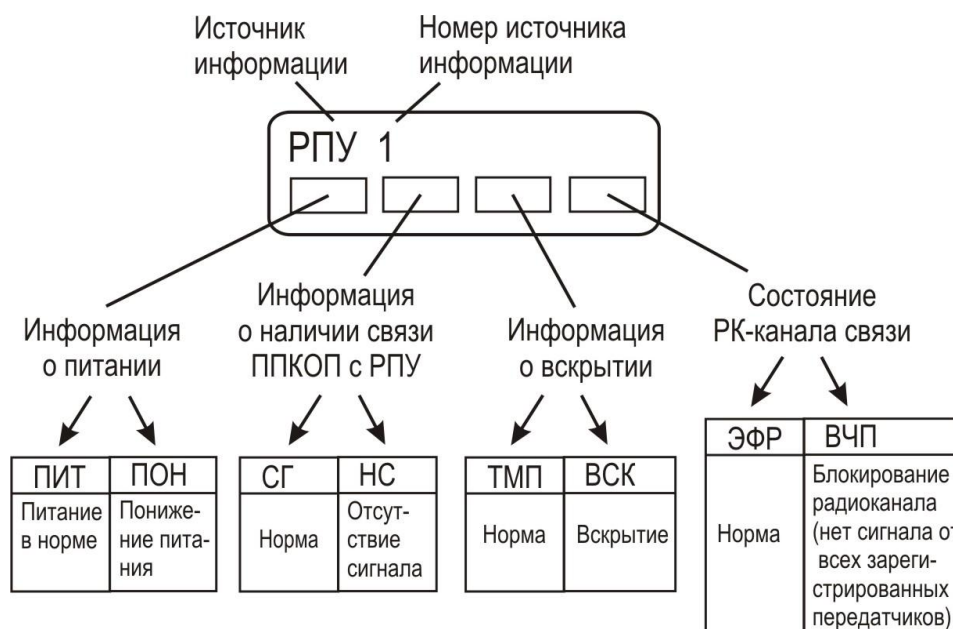 Источник
информации
Номер источника
информации
РПУ 1
Информация
о питании
Информация
о наличии связи
ППКОП с РПУ
Информация
о вскрытии
Состояние
РК-канала связи
ПИТ ПОН
Питание
в норме
Пониже-
ние пита-
ния
СГ НС
Норма
Отсут-
ствие
сигнала
ТМП ВСК
Норма Вскрытие
ЭФР ВЧП
Норма
Блокирование
радиоканала
(нет сигнала от
всех зареги-
стрированных
передатчиков)